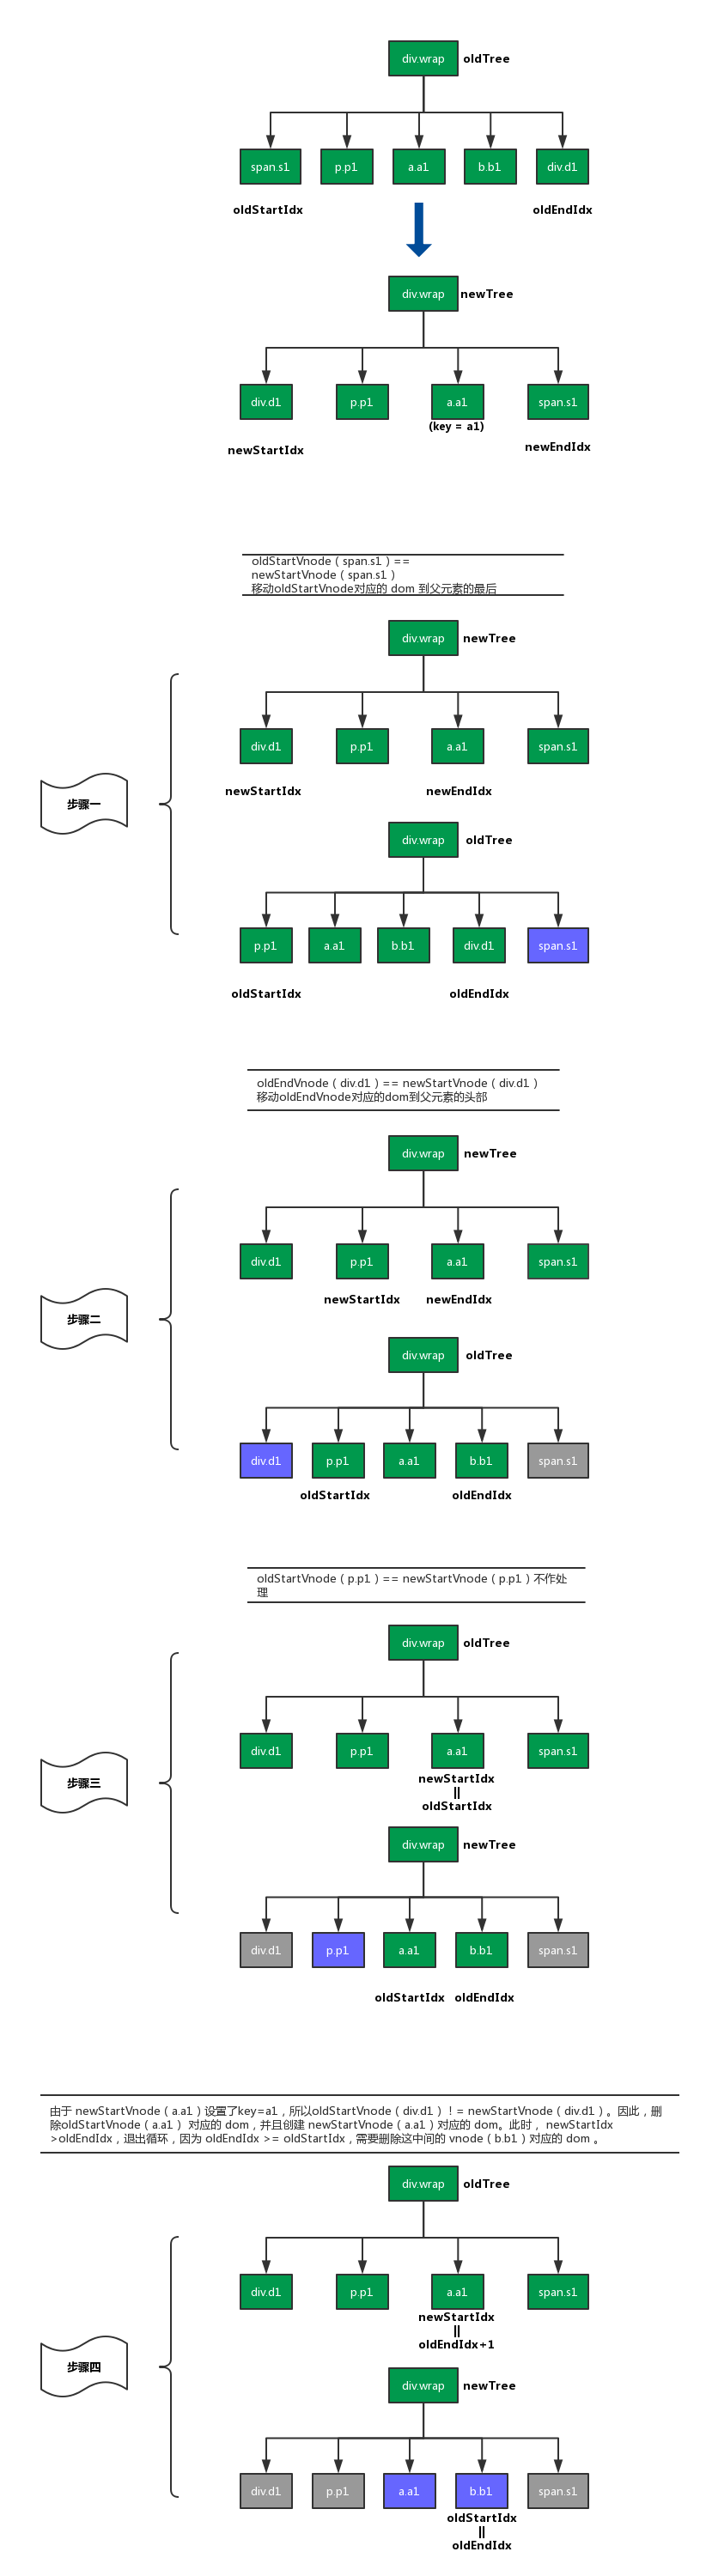 div.wrap oldTree
span.s1 p.p1 a.a1 b.b1 div.d1
oldStartIdx oldEndIdx
div.wrap newTree
div.d1 p.p1 a.a1 span.s1
(key = a1)
newStartIdx newEndIdx
oldStartVnode ( span.s1 ) ==
newStartVnode ( span.s1 )
移动oldStartVnode对应的 dom 到父元素的最后
div.wrap newTree
div.d1 p.p1 a.a1 span.s1
newStartIdx newEndIdx
步骤一
div.wrap oldTree
p.p1 a.a1 b.b1 div.d1 span.s1
oldStartIdx oldEndIdx
oldEndVnode ( div.d1 ) == newStartVnode ( div.d1 )
移动oldEndVnode对应的dom到父元素的头部
div.wrap newTree
div.d1 p.p1 a.a1 span.s1
newStartIdx newEndIdx
步骤二
div.wrap oldTree
div.d1 p.p1 a.a1 b.b1 span.s1
oldStartIdx oldEndIdx
oldStartVnode ( p.p1 ) == newStartVnode ( p.p1 ) 不作处
理
div.wrap oldTree
div.d1 p.p1 a.a1 span.s1
newStartIdx
||
oldStartIdx
步骤三
div.wrap newTree
div.d1 p.p1 a.a1 b.b1 span.s1
oldStartIdx oldEndIdx
由于 newStartVnode ( a.a1 ) 设置了key=a1，所以oldStartVnode ( div.d1 ) ！= newStartVnode ( div.d1 ) 。因此，删
除oldStartVnode ( a.a1 ) 对应的 dom，并且创建 newStartVnode ( a.a1 ) 对应的 dom。此时， newStartIdx
>oldEndIdx，退出循环，因为 oldEndIdx >= oldStartIdx，需要删除这中间的 vnode ( b.b1 ) 对应的 dom 。
div.wrap oldTree
div.d1 p.p1 a.a1 span.s1
newStartIdx
||
oldEndIdx+1
步骤四
div.wrap newTree
div.d1 p.p1 a.a1 b.b1 span.s1
oldStartIdx
||
oldEndIdx